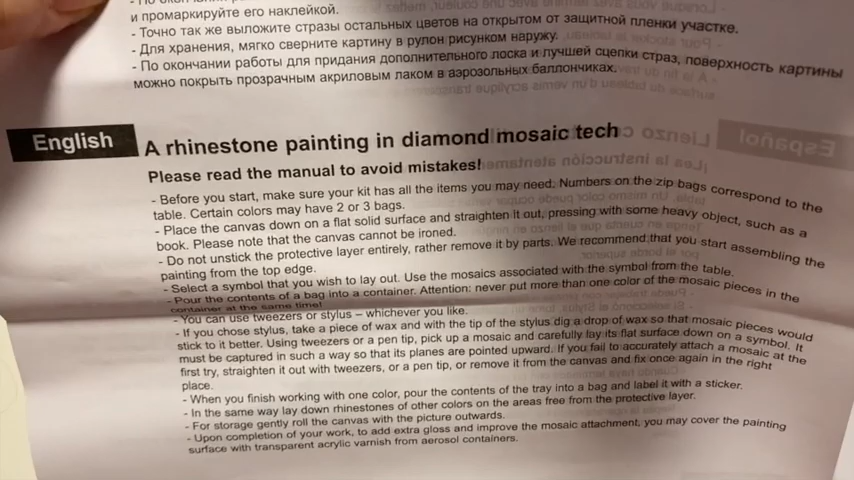 и промаркируйте его наклейкой.
- Точно так же выложите стразы остальных цветов на открытом от защитной пленки участке.
- Для хранения, мягко сверните картину в рулон рисунком наружу.
- По окончании работы для придания дополнительного лоска и лучшей сцепки страз, поверхность картины
можно покрыть прозрачным акриловым лаком в аэрозольных баллончиках.
English
A rhinestone painting in diamond mosaic tech
Please read the manual to avoid mistakes!
- Before you start, make sure your kit has all the items you may need. Numbers on the zip bags correspond to the
table. Certain colors may have 2 or 3 bags.
- Place the canvas down on a flat solid surface and straighten it out, pressing with some heavy object, such as a
book. Please note that the canvas cannot be ironed.
- Do not unstick the protective layer entirely, rather remove it by parts. We recommend that you start assembling the
painting from the top edge.
- Select a symbol that you wish to lay out. Use the mosaics associated with the symbol from the table.
- Pour the contents of a bag into a container. Attention: never put more than one color of the mosaic pieces in the
container at the same time!
- You can use tweezers or stylus – whichever you like.
- If you chose stylus, take a piece of wax and with the tip of the stylus dig a drop of wax so that mosaic pieces would
stick to it better. Using tweezers or a pen tip, pick up a mosaic and carefully lay its flat surface down on a symbol. It
must be captured in such a way so that its planes are pointed upward. If you fail to accurately attach a mosaic at the
first try, straighten it out with tweezers, or a pen tip, or remove it from the canvas and fix once again in the right
place.
- When you finish working with one color, pour the contents of the tray into a bag and label it with a sticker.
- In the same way lay down rhinestones of other colors on the areas free from the protective layer.
- For storage gently roll the canvas with the picture outwards.
- Upon completion of your work, to add extra gloss and improve the mosaic attachment, you may cover the painting
surface with transparent acrylic varnish from aerosol containers.